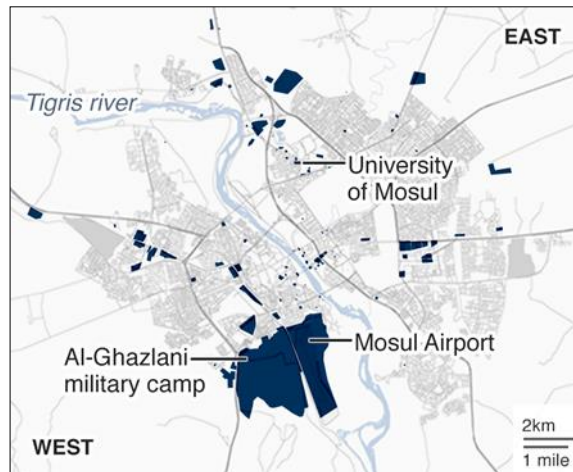 EAST
Tigris river
University
of Mosul
Al-Ghazlani
military camp
Mosul Airport
WEST
2km
1 mile